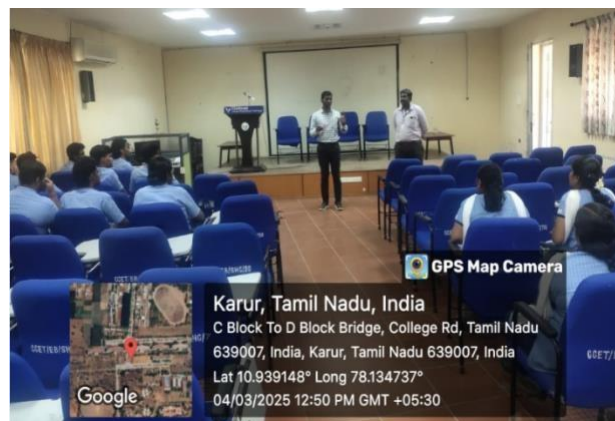 GPS Map Camera
Karur, Tamil Nadu, India
C Block To D Block Bridge, College Rd, Tamil Nadu
639007, India, Karur, Tamil Nadu 639007, India
Lat 10.939148° Long 78.134737°
04/03/2025 12:50 PM GMT +05:30
Google